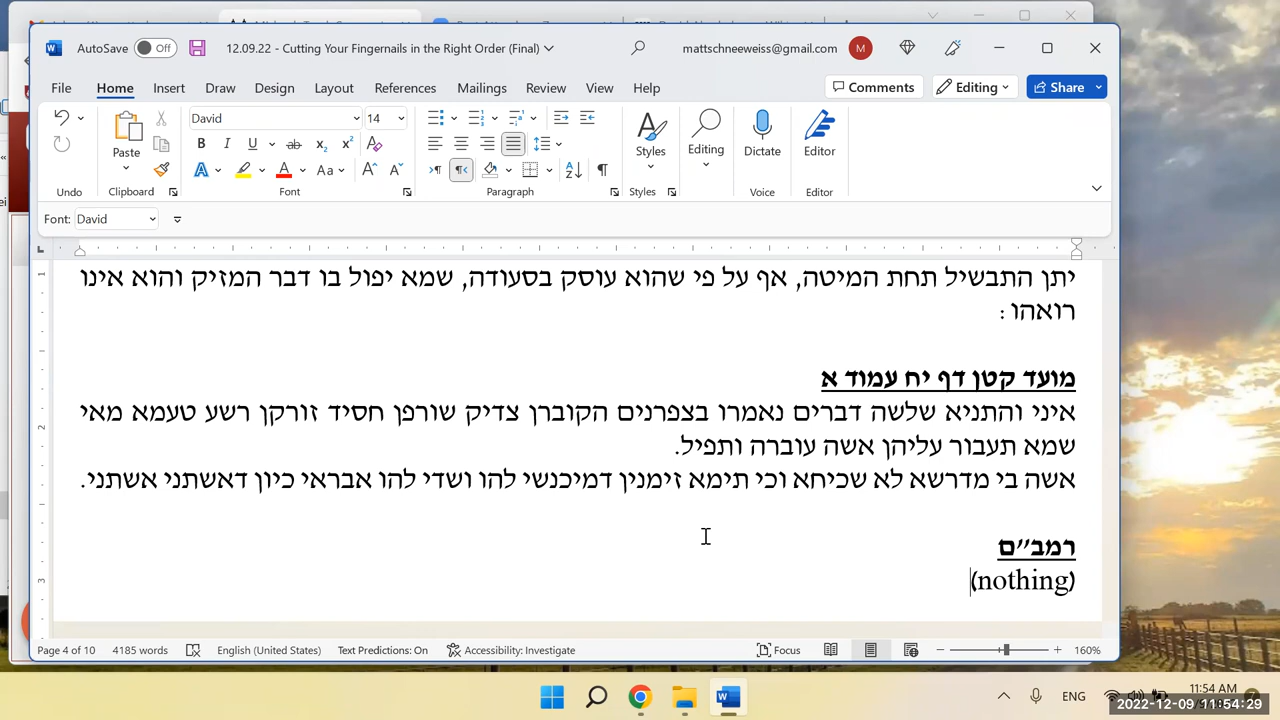 AutoSave
Off
12.09.22 - Cutting Your Fingernails in the Right Order (Final)
mattschneeweiss@gmail.com
M
File Home Insert Draw Design Layout References Mailings Review View Help
Comments
Editing
Share
David
14
Paste
Styles
Editing
Dictate
Editor
Undo
Clipboard
Font
Paragraph
Styles
Voice
Editor
Font: David
יתן התבשיל תחת המיטה, אף על פי שהוא עוסק בסעודה, שמא יפול בו דבר המזיק והוא אינו
רואהו :
מועד קטן דף יח עמוד א
איני והתניא שלשה דברים נאמרו בצפרנים הקוברן צדיק שורפן חסיד זורקן רשע טעמא מאי
שמא תעבור עליהן אשה עוברה ותפיל.
אשה בי מדרשא לא שכיחא וכי תימא זימנין דמיכנשי להו ושדי להו אבראי כיון דאשתני אשתני.
רמב״ם
(nothing)
Page 4 of 10
4185 words
English (United States)
Text Predictions: On
Accessibility: Investigate
Focus
160%
ENG
11:54 AM
2022-12-09 11:54:29